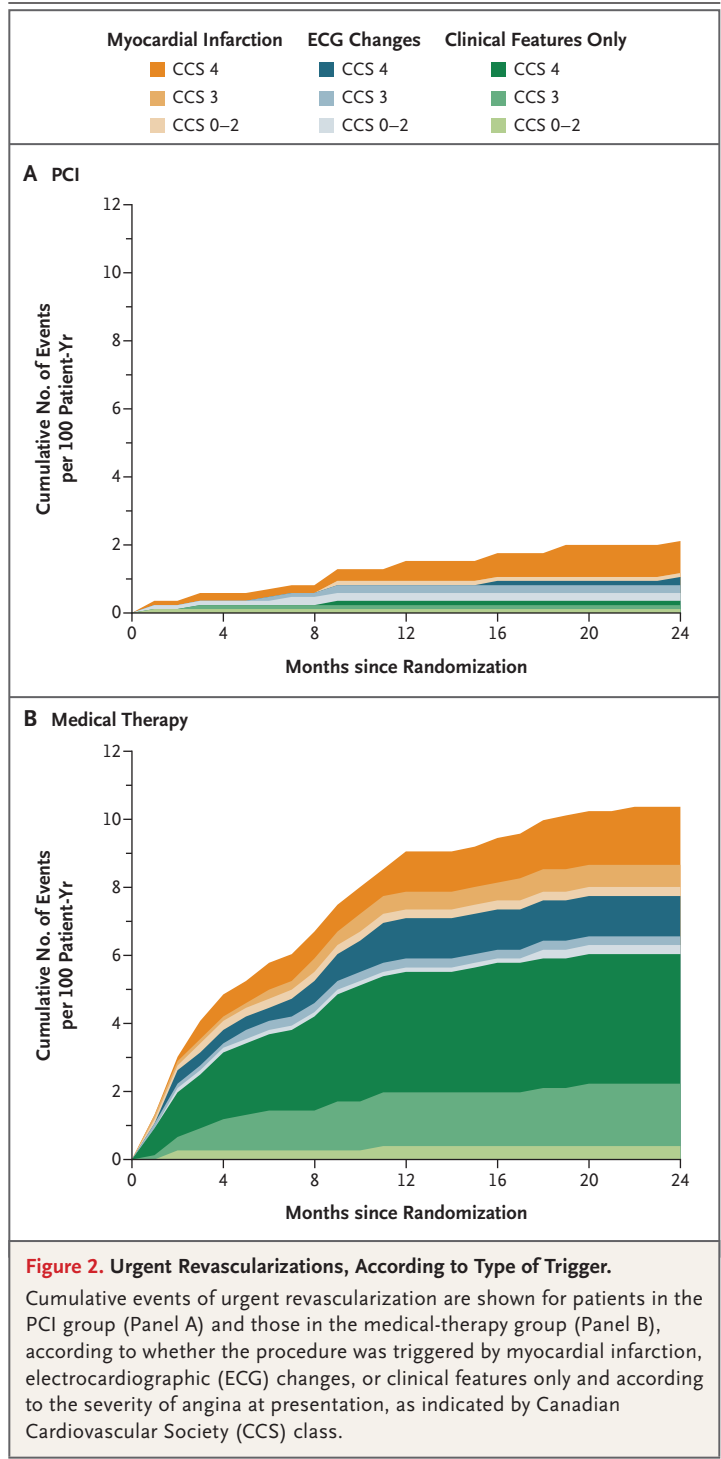 Myocardial Infarction ECG Changes Clinical Features Only
CCS 4 CCS 4 CCS 4
CCS 3 CCS 3 CCS 3
CCS 0–2 CCS 0–2 CCS 0–2
A PCI
Cumulative No. of Events
per 100 Patient-Yr
12
10
8
6
4
2
0
0 4 8 12 16 20 24
Months since Randomization
B Medical Therapy
Cumulative No. of Events
per 100 Patient-Yr
12
10
8
6
4
2
0
0 4 8 12 16 20 24
Months since Randomization
Figure 2. Urgent Revascularizations, According to Type of Trigger.
Cumulative events of urgent revascularization are shown for patients in the
PCI group (Panel A) and those in the medical-therapy group (Panel B),
according to whether the procedure was triggered by myocardial infarction,
electrocardiographic (ECG) changes, or clinical features only and according
to the severity of angina at presentation, as indicated by Canadian
Cardiovascular Society (CCS) class.